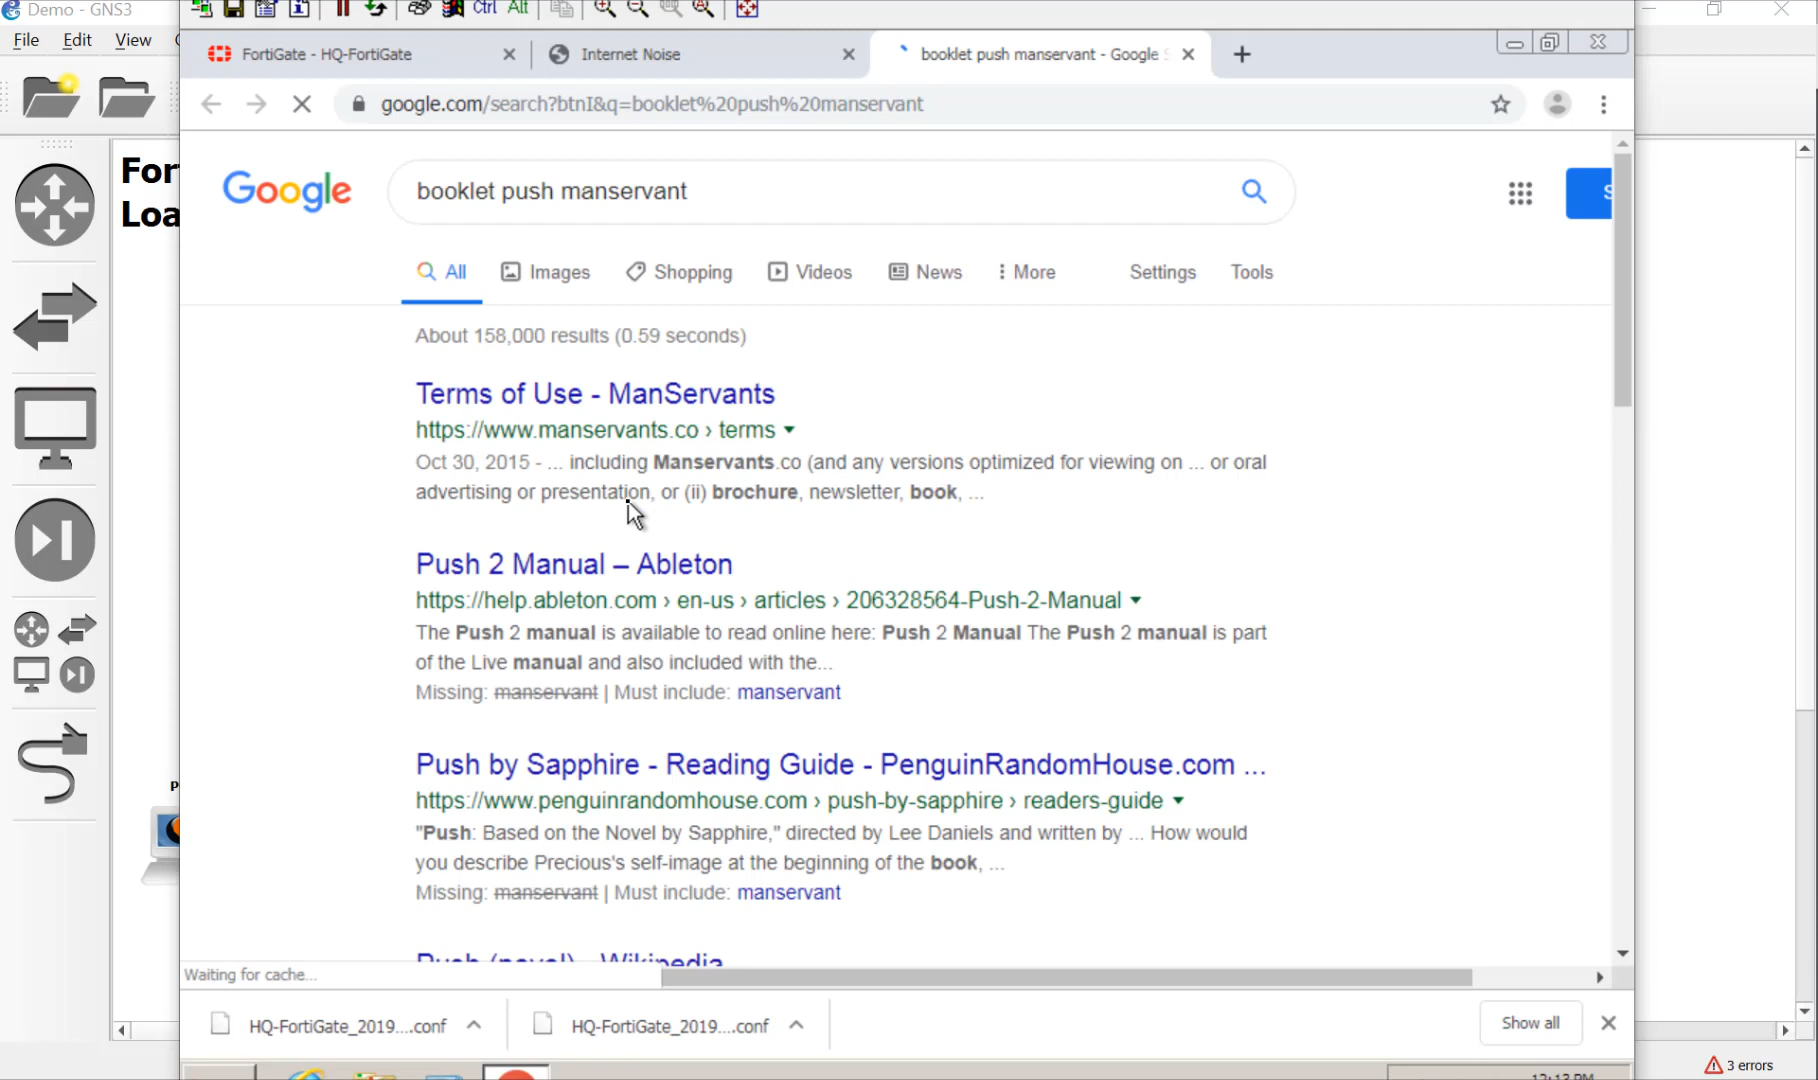 Demo - GNS3
File Edit View
Ctrl Alt
FortiGate - HQ-FortiGate
Internet Noise
booklet push manservant - Google S
google.com/search?btnI&q=booklet%20push%20manservant
For
Loa
Google
booklet push manservant
All Images Shopping Videos News More Settings Tools
About 158,000 results (0.59 seconds)
Terms of Use - ManServants
https://www.manservants.co › terms
Oct 30, 2015 - ... including Manservants.co (and any versions optimized for viewing on ... or oral
advertising or presentation, or (ii) brochure, newsletter, book, ...
Push 2 Manual – Ableton
https://help.ableton.com › en-us › articles › 206328564-Push-2-Manual
The Push 2 manual is available to read online here: Push 2 Manual The Push 2 manual is part
of the Live manual and also included with the...
Missing: manservant | Must include: manservant
Push by Sapphire - Reading Guide - PenguinRandomHouse.com ...
https://www.penguinrandomhouse.com › push-by-sapphire › readers-guide
"Push: Based on the Novel by Sapphire," directed by Lee Daniels and written by ... How would
you describe Precious's self-image at the beginning of the book, ...
Missing: manservant | Must include: manservant
Push (novel) - Wikipedia
Waiting for cache...
HQ-FortiGate_2019....conf
HQ-FortiGate_2019....conf
Show all
12:13 PM
3 errors